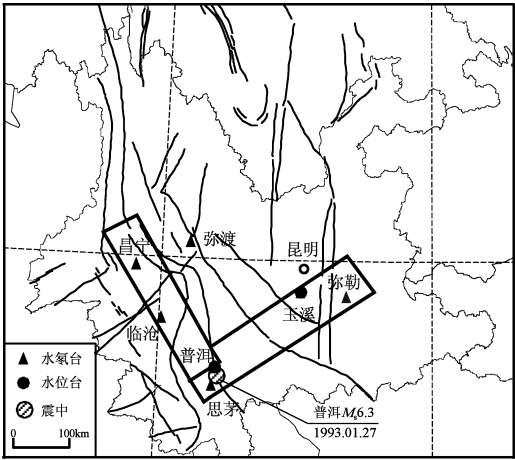 弥渡
昌宁
昆明
弥勒
玉溪
临沧
普洱
思茅
普洱Ms6.3
1993.01.27
水氡台
水位台
震中
0 100km